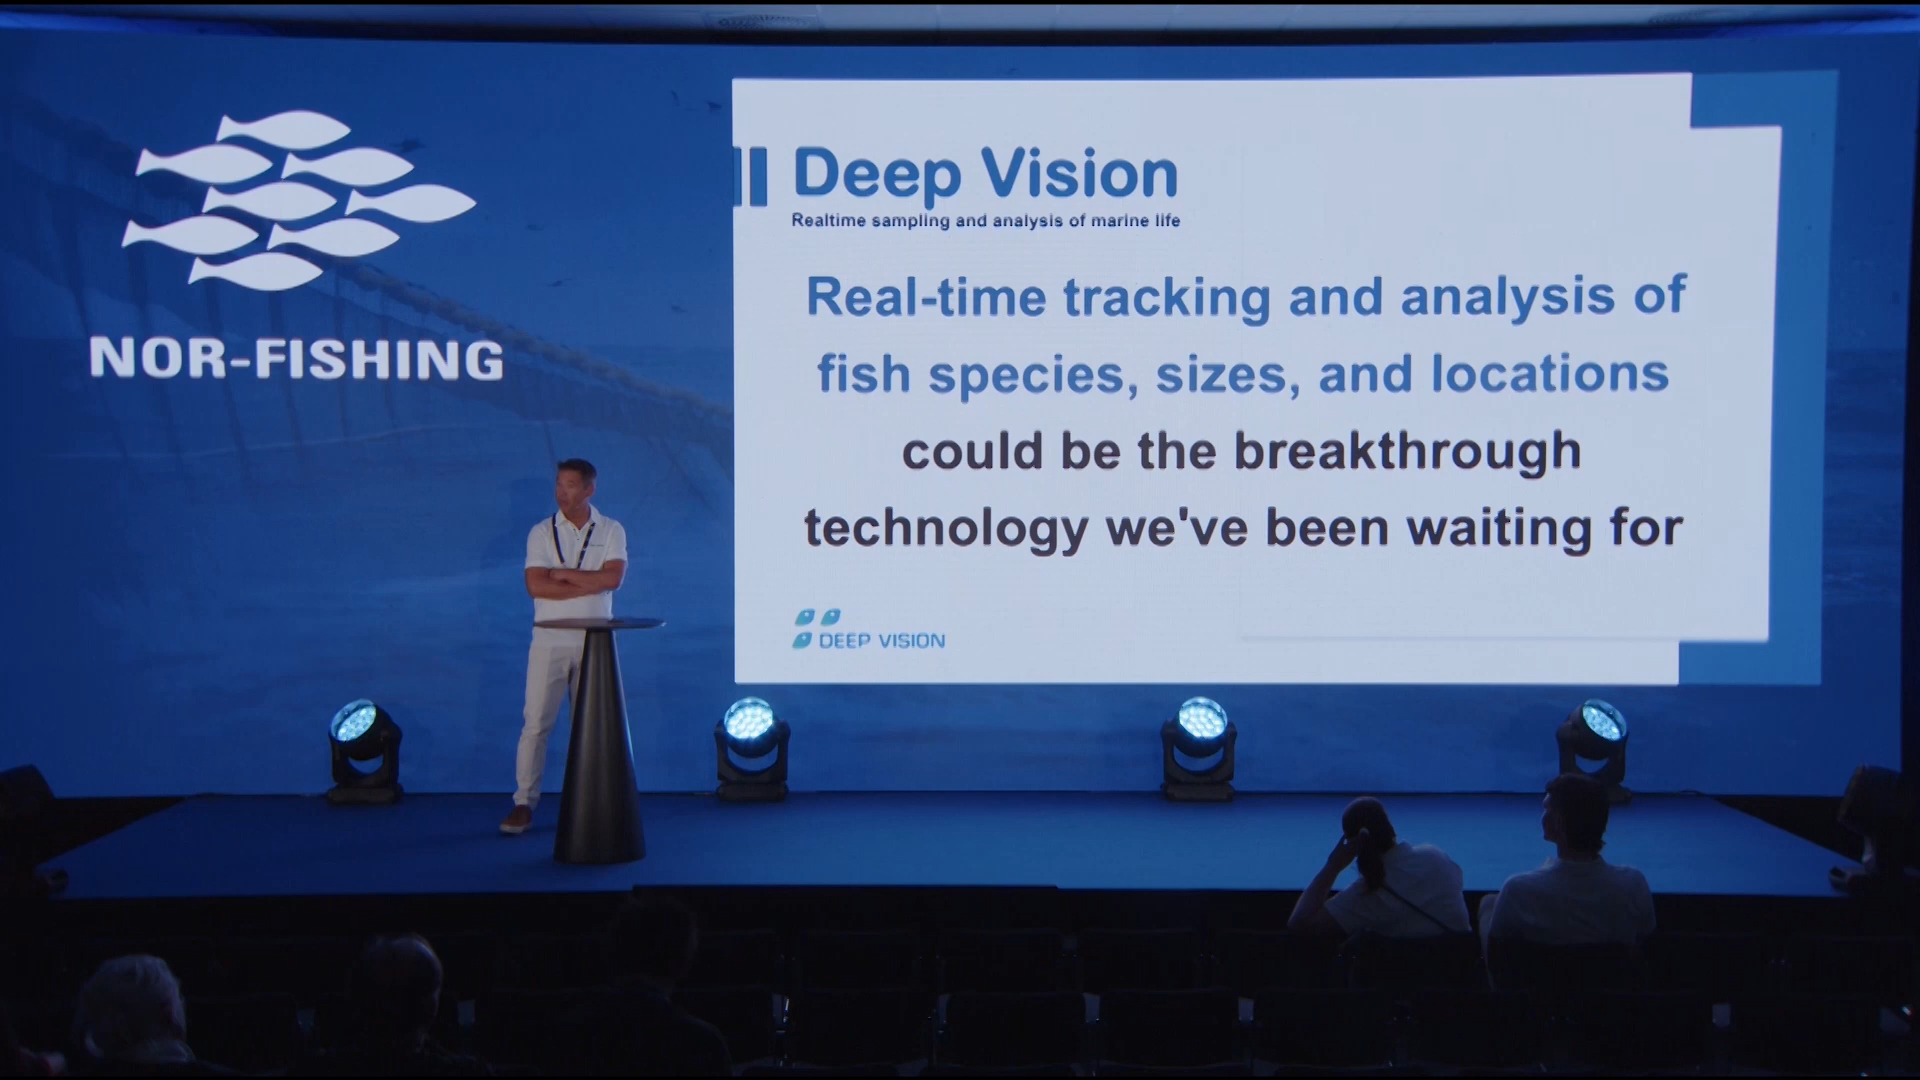 NOR-FISHING
Deep Vision
Realtime sampling and analysis of marine life
Real-time tracking and analysis of
fish species, sizes, and locations
could be the breakthrough
technology we've been waiting for
DEEP VISION